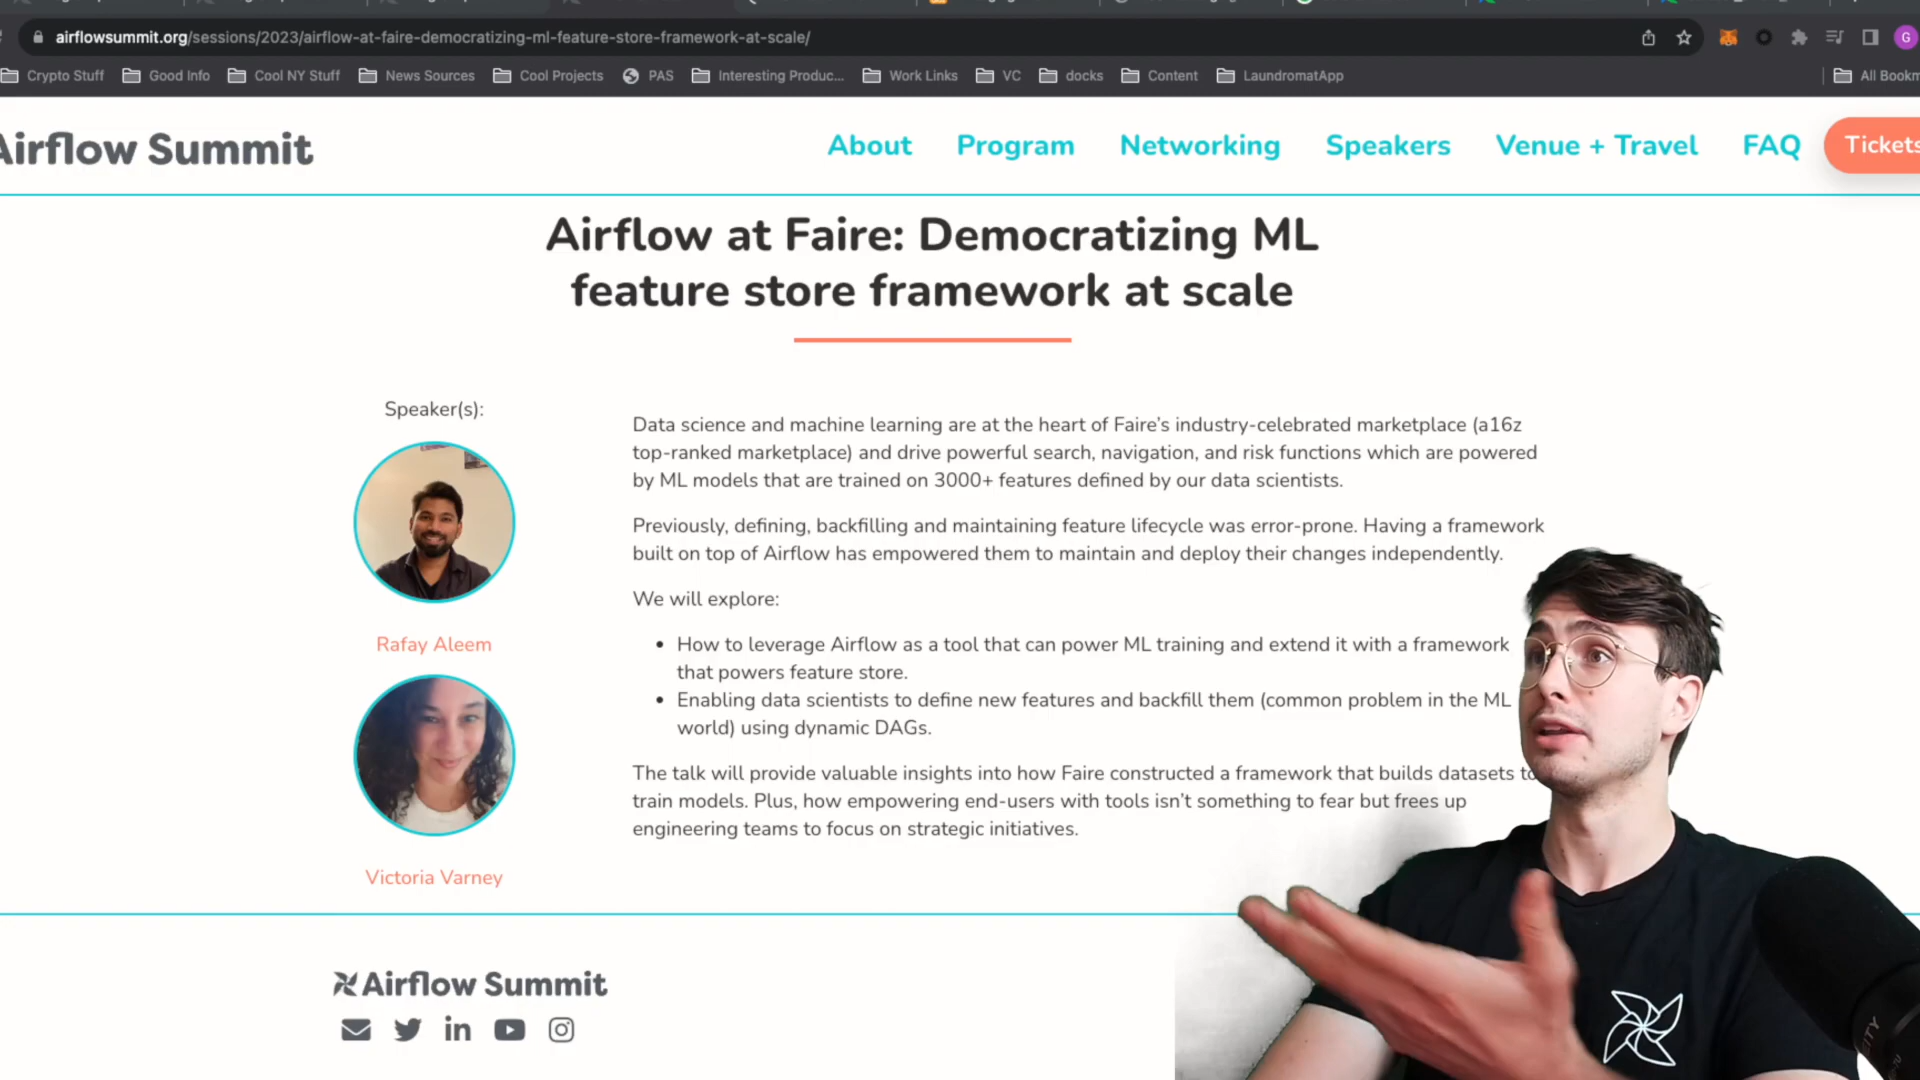 airflowsummit.org/sessions/2023/airflow-at-faire-democratizing-ml-feature-store-framework-at-scale/
G
Crypto Stuff Good Info Cool NY Stuff News Sources Cool Projects PAS Interesting Produc... Work Links VC docks Content LaundromatApp All Bookm
Airflow Summit About Program Networking Speakers Venue + Travel FAQ Tickets
Airflow at Faire: Democratizing ML
feature store framework at scale
Speaker(s):
Rafay Aleem
Victoria Varney
Data science and machine learning are at the heart of Faire’s industry-celebrated marketplace (a16z
top-ranked marketplace) and drive powerful search, navigation, and risk functions which are powered
by ML models that are trained on 3000+ features defined by our data scientists.
Previously, defining, backfilling and maintaining feature lifecycle was error-prone. Having a framework
built on top of Airflow has empowered them to maintain and deploy their changes independently.
We will explore:
• How to leverage Airflow as a tool that can power ML training and extend it with a framework
that powers feature store.
• Enabling data scientists to define new features and backfill them (common problem in the ML
world) using dynamic DAGs.
The talk will provide valuable insights into how Faire constructed a framework that builds datasets to
train models. Plus, how empowering end-users with tools isn’t something to fear but frees up
engineering teams to focus on strategic initiatives.
Airflow Summit